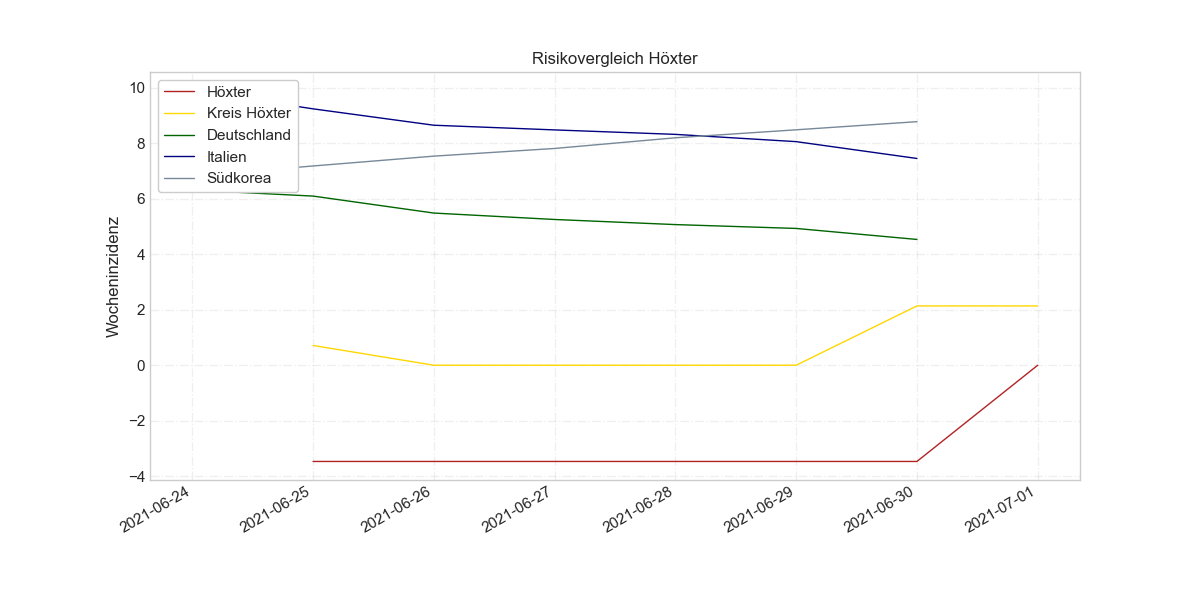 Risikovergleich Höxter
Höxter
Kreis Höxter
Deutschland
Italien
Südkorea
Wocheninzidenz
10
8
6
4
2
0
−2
−4
2021-06-24
2021-06-25
2021-06-26
2021-06-27
2021-06-28
2021-06-29
2021-06-30
2021-07-01